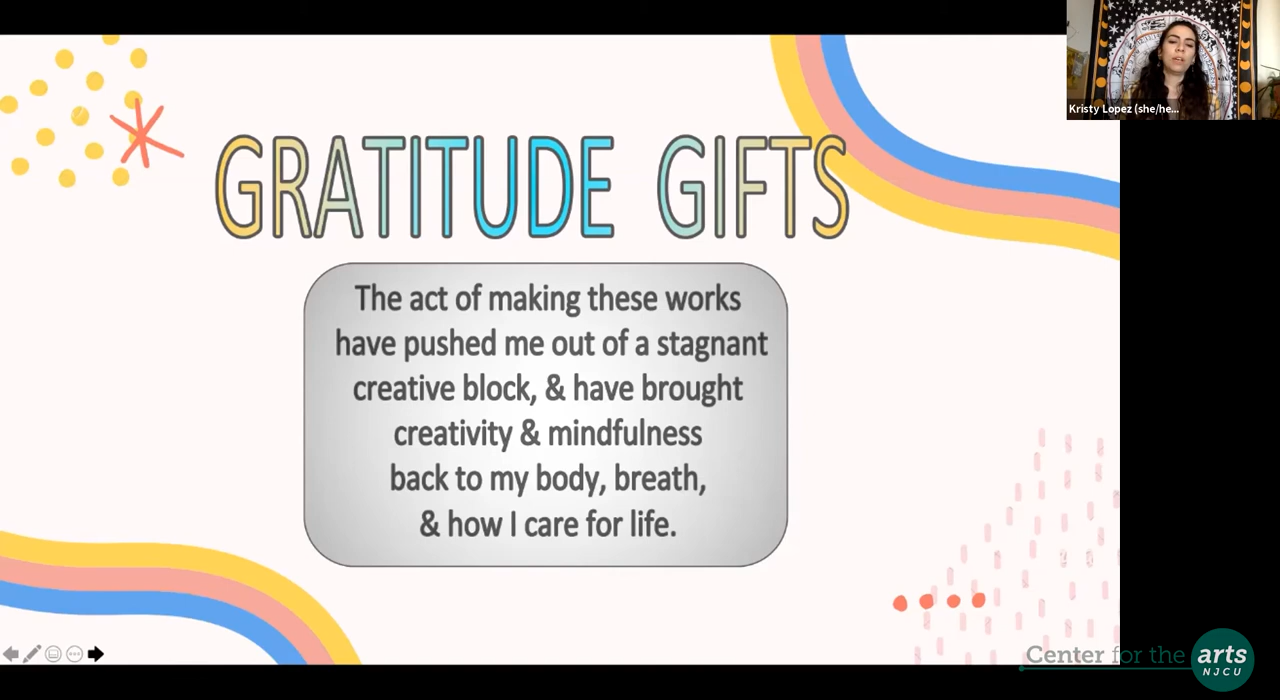 Kristy Lopez (she/he...
GRATITUDE GIFTS
The act of making these works
have pushed me out of a stagnant
creative block, & have brought
creativity & mindfulness
back to my body, breath,
& how I care for life.
Center for the arts
NJCU